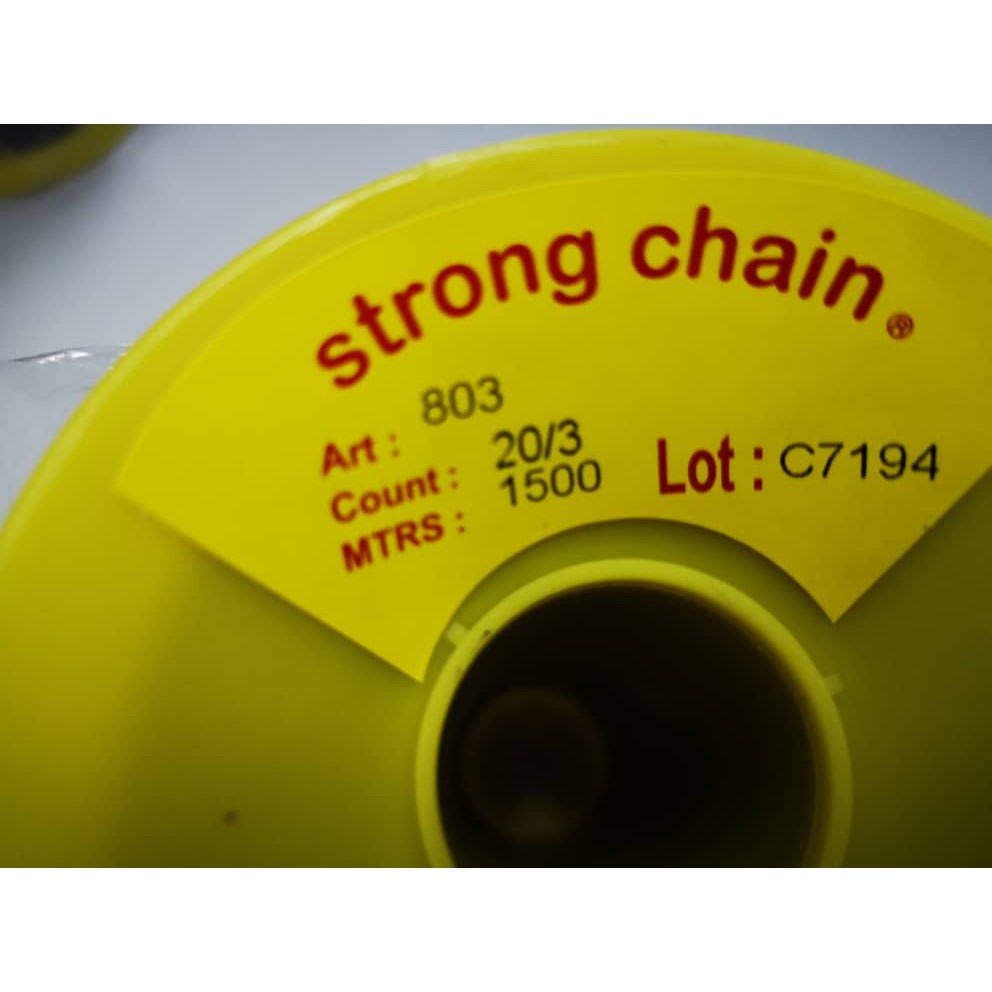 strong chain ®
Art : 803
Count : 20/3
MTRS : 1500
Lot : C7194